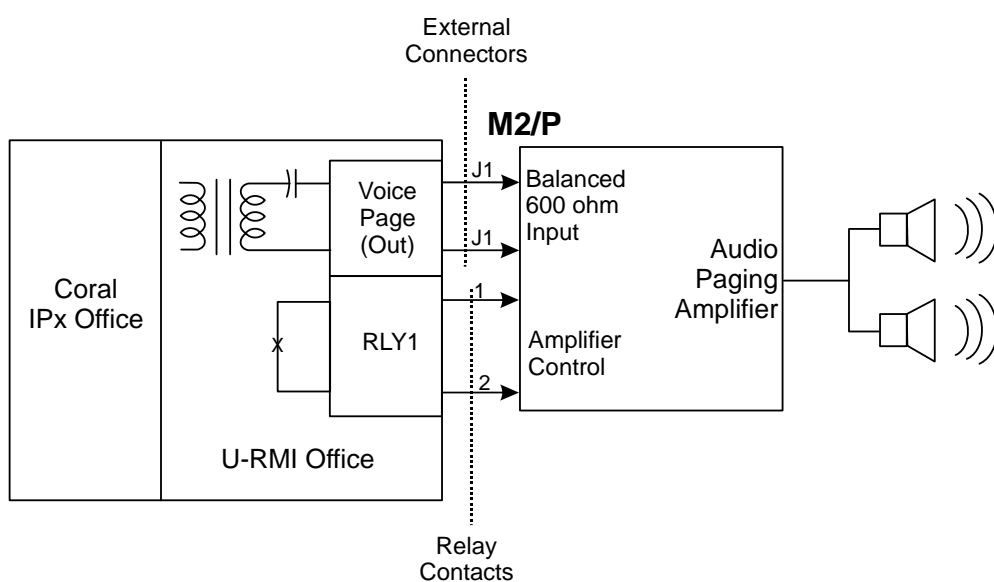 External
Connectors
M2/P
J1
Voice
Page
(Out)
Balanced
600 ohm
Input
J1
Audio
Paging
Amplifier
Coral
IPx Office
1
RLY1
Amplifier
Control
2
U-RMI Office
Relay
Contacts
x